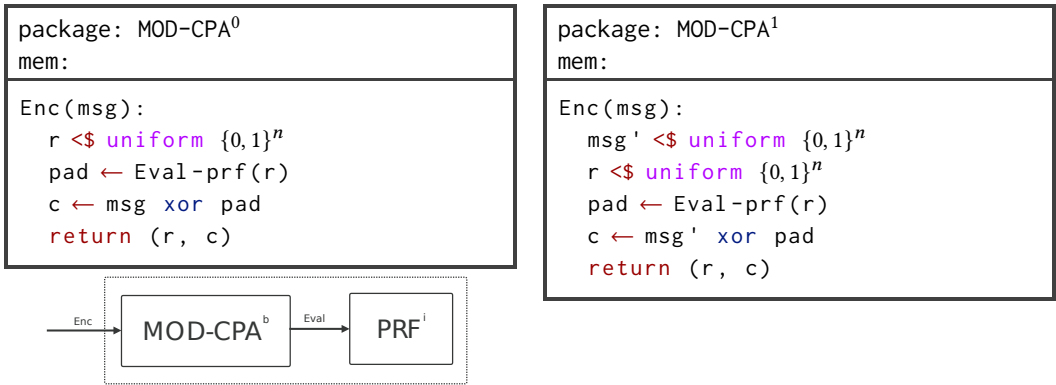 package: MOD-CPA⁰
mem:
Enc(msg):
r <$ uniform {0, 1}ⁿ
pad ← Eval-prf(r)
c ← msg xor pad
return (r, c)
package: MOD-CPA¹
mem:
Enc(msg):
msg' <$ uniform {0, 1}ⁿ
r <$ uniform {0, 1}ⁿ
pad ← Eval-prf(r)
c ← msg' xor pad
return (r, c)
Enc
MOD-CPAᵇ
Eval
PRFⁱ